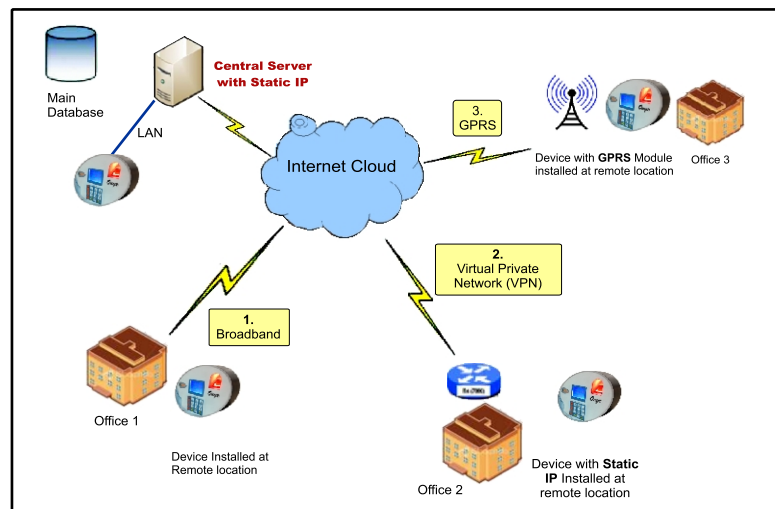 Central Server
with Static IP
Main
Database
LAN
Internet Cloud
3.
GPRS
Device with GPRS Module
installed at remote location
Office 3
2.
Virtual Private
Network (VPN)
1.
Broadband
Office 1
Device Installed at
Remote location
Office 2
Device with Static
IP Installed at
remote location